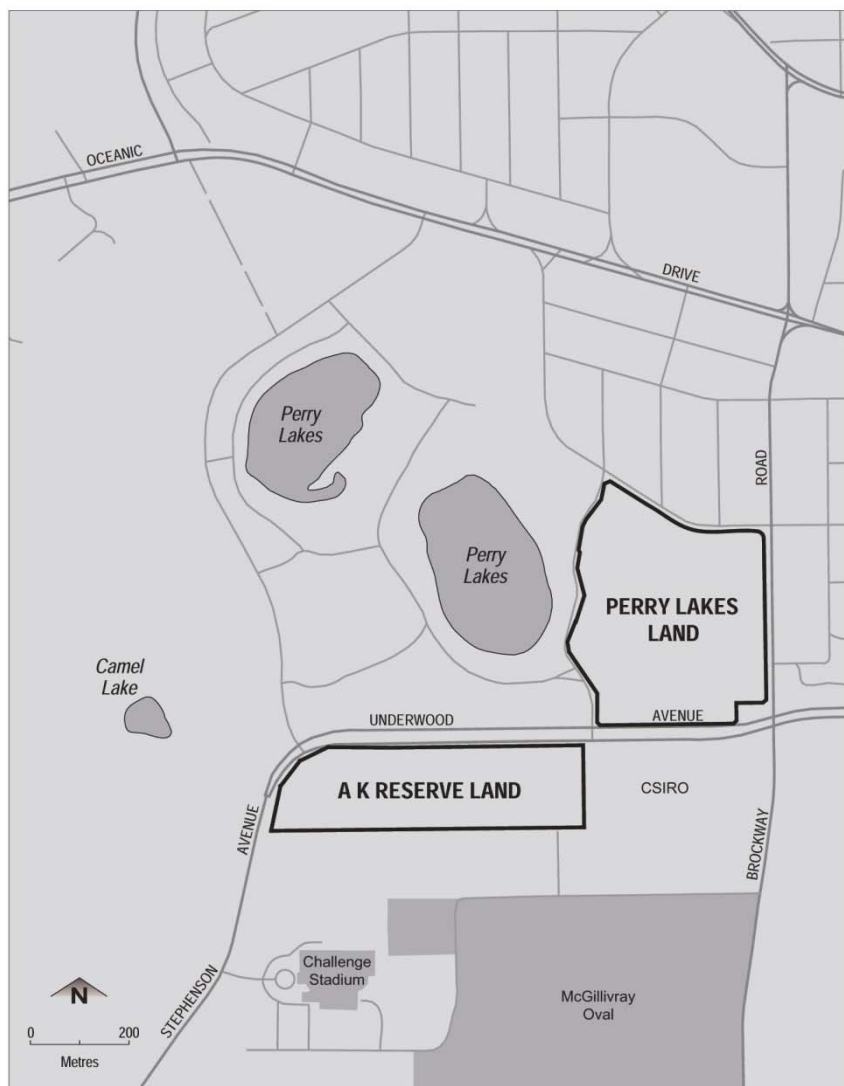 OCEANIC
DRIVE
Perry
Lakes
ROAD
Perry
Lakes
PERRY LAKES
LAND
Camel
Lake
UNDERWOOD
AVENUE
A K RESERVE LAND
CSIRO
AVENUE
BROCKWAY
Challenge
Stadium
STEPHENSON
McGillivray
Oval
N
0 200
Metres